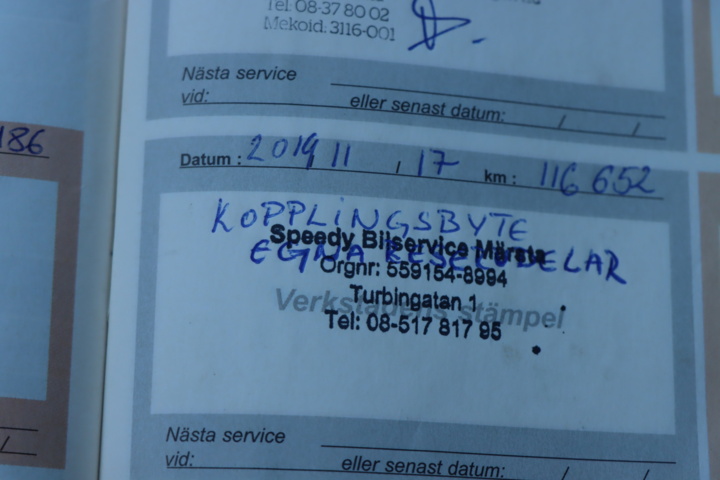 Tel: 08-37 80 02
Mekoid: 3116-001
Nästa service
vid:
eller senast datum: / /
186
Datum : 2019 11 / 17 km : 116 652
KOPPLINGSBYTE
Speedy Bilservice Märsta
EGNA RESERVDELAR
Orgnr: 559154-8994
Turbingatan 1
Verkstadens stämpel
Tel: 08-517 817 95
Nästa service
vid:
eller senast datum: / /